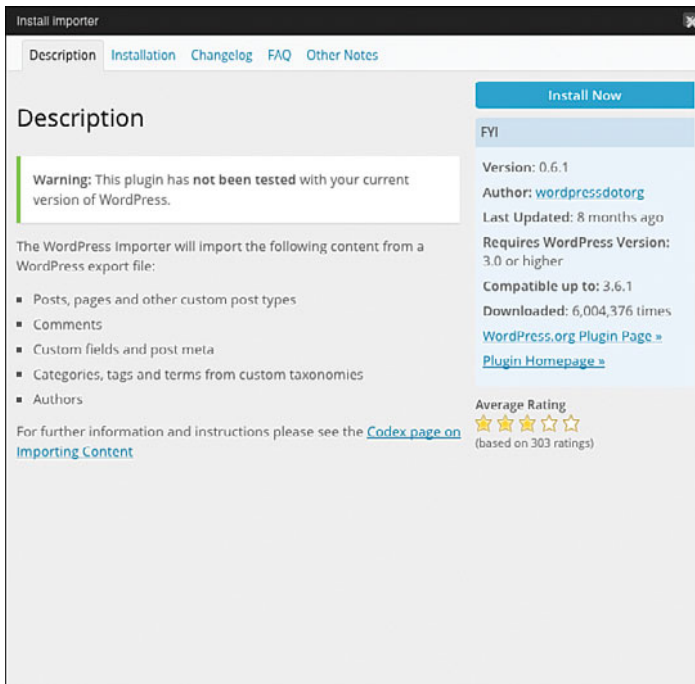 Install importer
Description Installation Changelog FAQ Other Notes
Description
Warning: This plugin has not been tested with your current
version of WordPress.
The WordPress Importer will import the following content from a
WordPress export file:
Posts, pages and other custom post types
Comments
Custom fields and post meta
Categories, tags and terms from custom taxonomies
Authors
For further information and instructions please see the Codex page on
Importing Content
Install Now
FYI
Version: 0.6.1
Author: wordpressdotorg
Last Updated: 8 months ago
Requires WordPress Version:
3.0 or higher
Compatible up to: 3.6.1
Downloaded: 6,004,376 times
WordPress.org Plugin Page »
Plugin Homepage »
Average Rating
(based on 303 ratings)